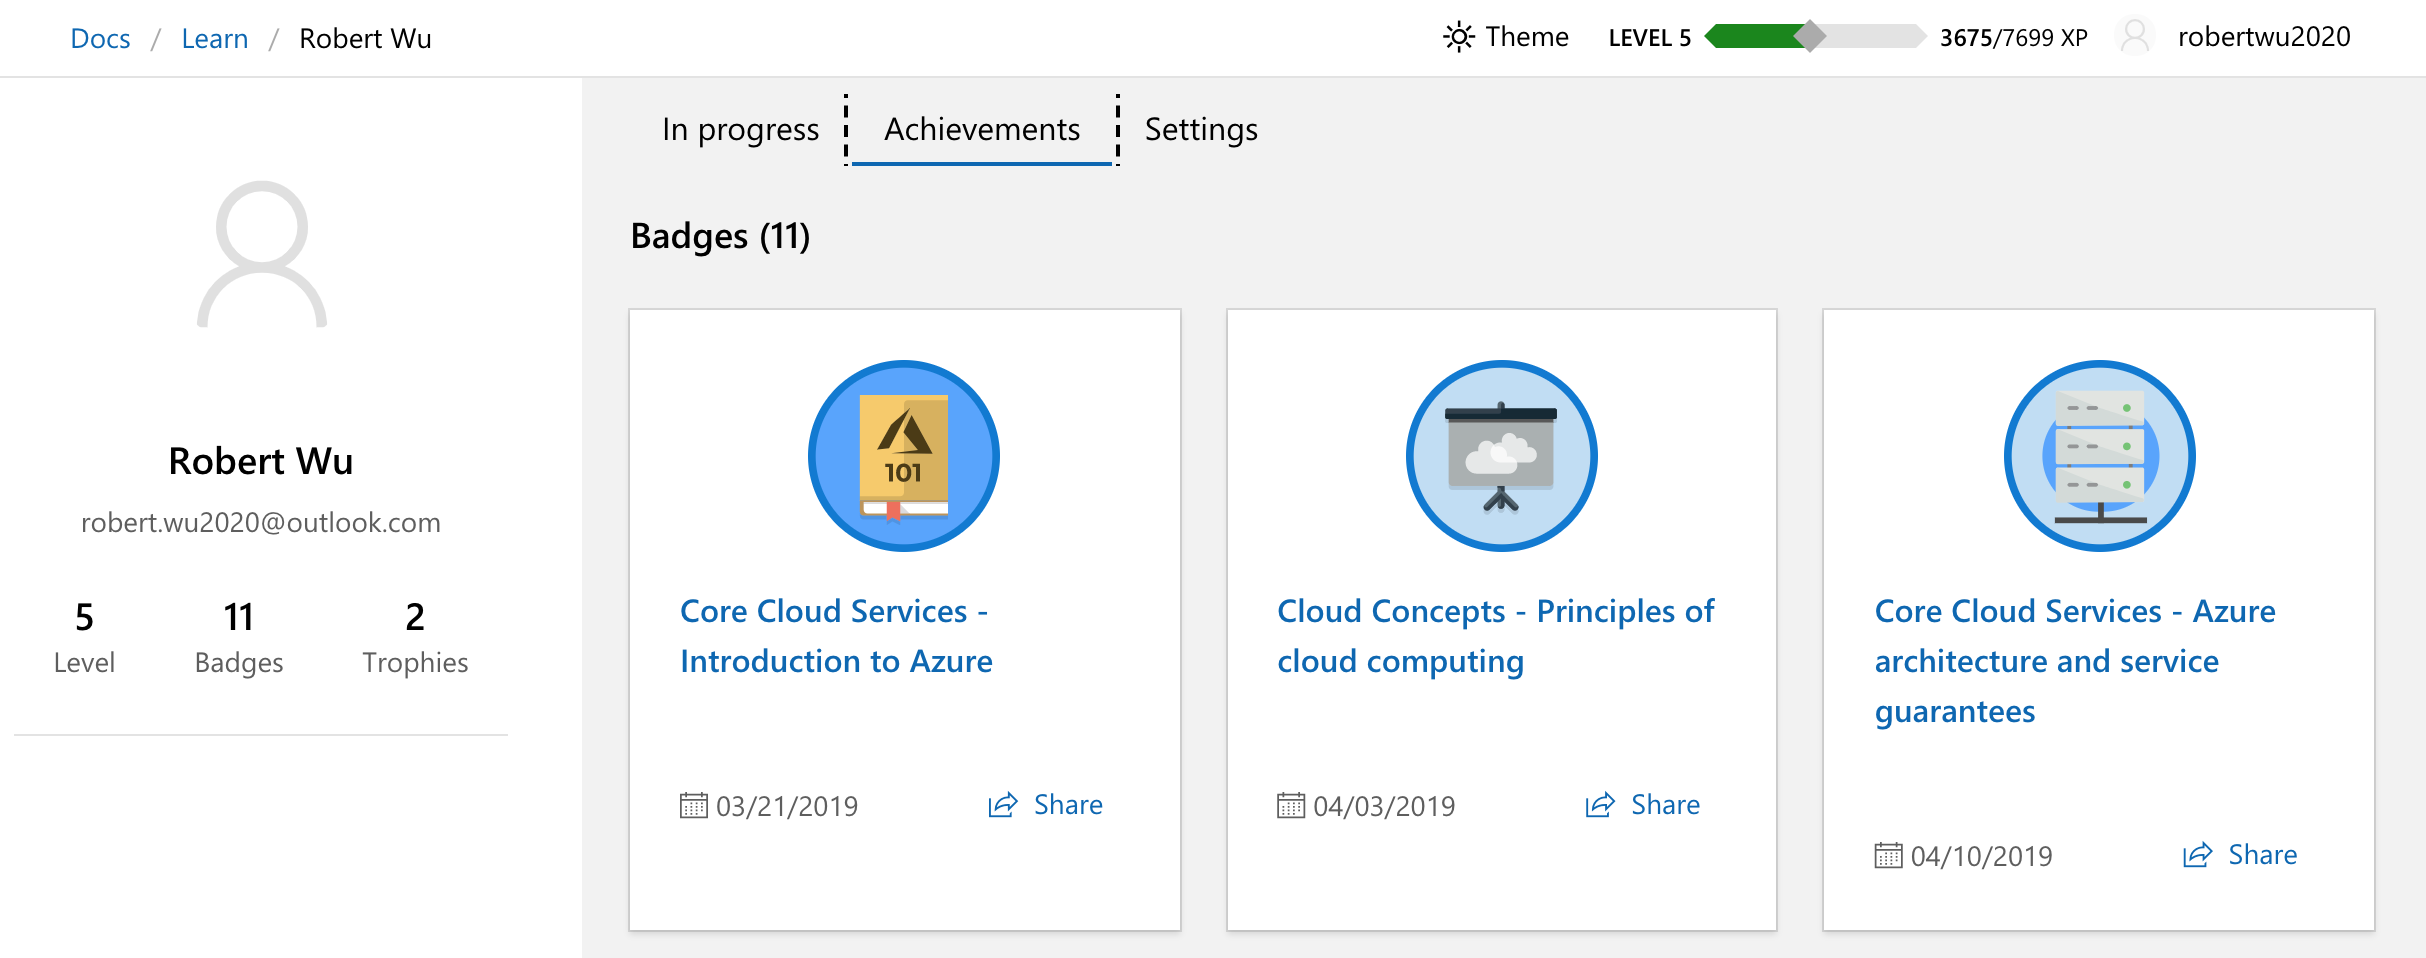 Docs / Learn / Robert Wu
Theme LEVEL 5 3675/7699 XP robertwu2020
In progress Achievements Settings
Robert Wu
robert.wu2020@outlook.com
5 11 2
Level Badges Trophies
Badges (11)
101
Core Cloud Services -
Introduction to Azure
03/21/2019 Share
Cloud Concepts - Principles of
cloud computing
04/03/2019 Share
Core Cloud Services - Azure
architecture and service
guarantees
04/10/2019 Share